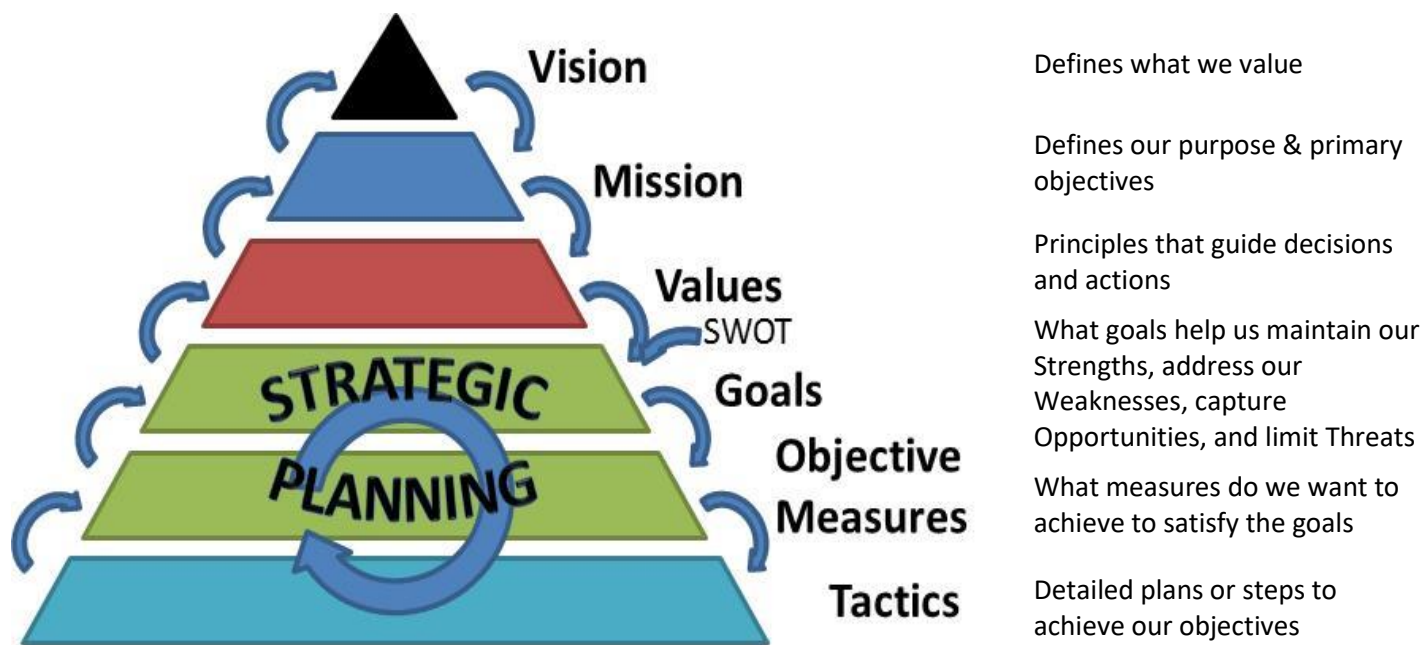 Vision
Defines what we value
Mission
Defines our purpose & primary
objectives
Values
Principles that guide decisions
and actions
SWOT
STRATEGIC
Goals
What goals help us maintain our
Strengths, address our
Weaknesses, capture
Opportunities, and limit Threats
PLANNING
Objective
Measures
What measures do we want to
achieve to satisfy the goals
Tactics
Detailed plans or steps to
achieve our objectives